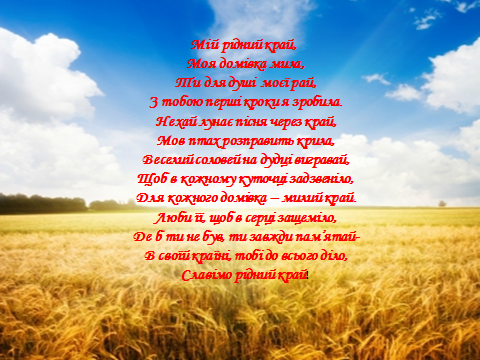 Мій рідний край,
Моя домівка мила,
Ти для душі моєї рай,
З тобою перші кроки я зробила.
Нехай лунає пісня через край,
Мов птах розправить крила,
Веселий соловей на дудці вигравай,
Щоб в кожному куточці задзвеніло,
Для кожного домівка – милий край.
Люби її, щоб в серці защеміло,
Де б ти не був, ти завжди пам'ятай-
В своїй країні, тобі до всього діло,
Славімо рідний край!